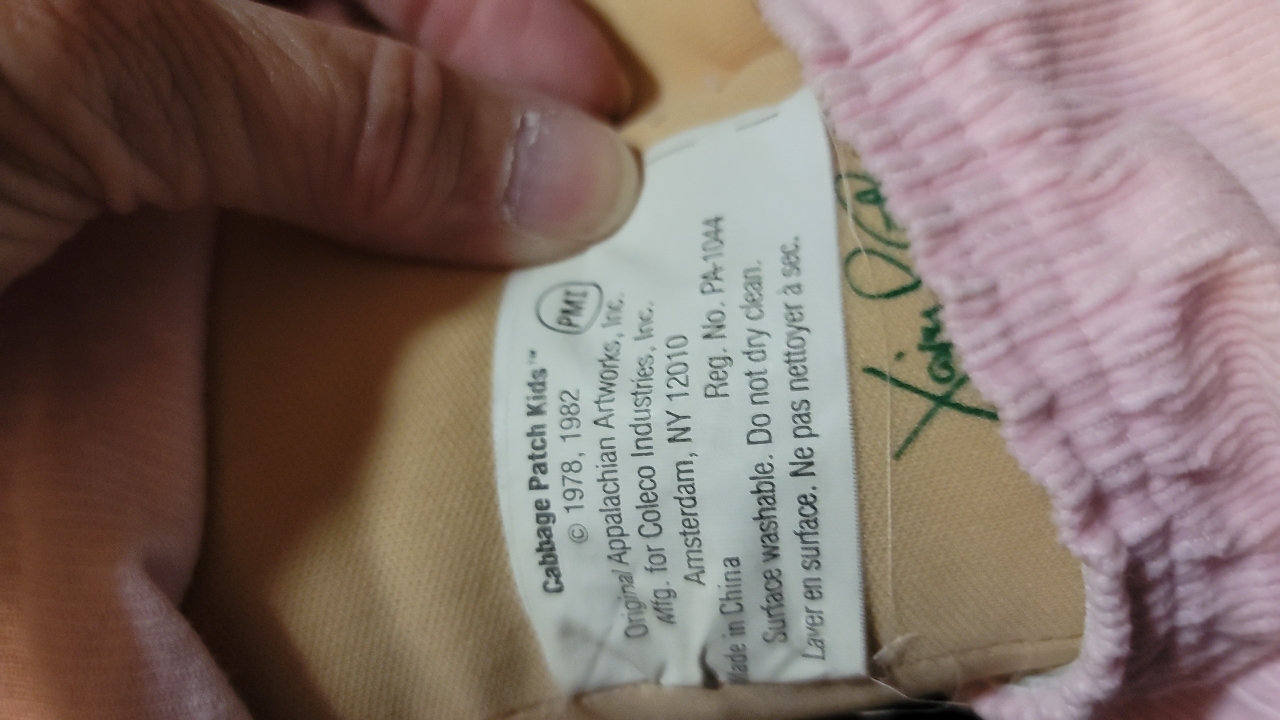 Cabbage Patch Kids™
© 1978, 1982
PMI
Original Appalachian Artworks, Inc.
Mfg. for Coleco Industries, Inc.
Amsterdam, NY 12010
Reg. No. PA-1044
Made in China
Surface washable. Do not dry clean.
Laver en surface. Ne pas nettoyer à sec.